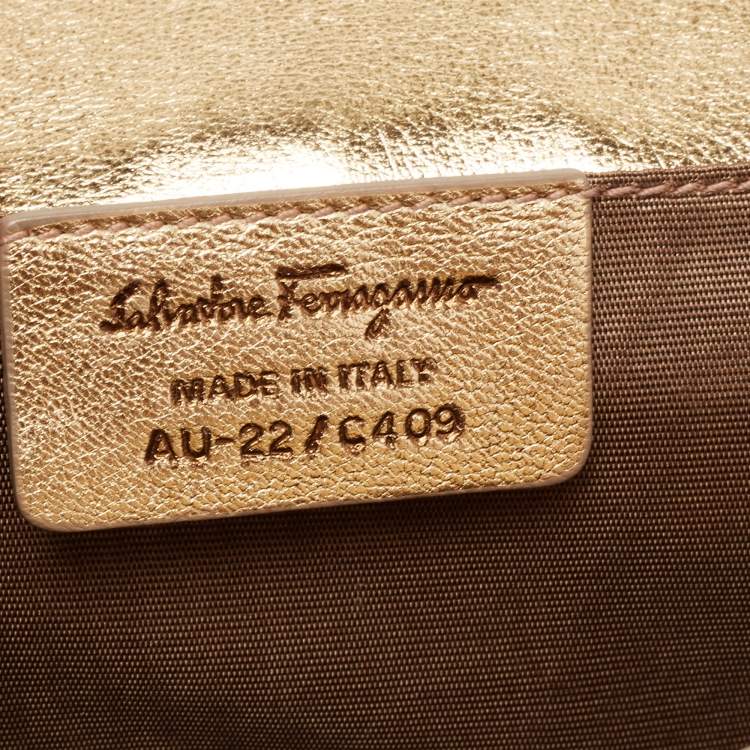 Salvatore Ferragamo
MADE IN ITALY
AU-22/C409